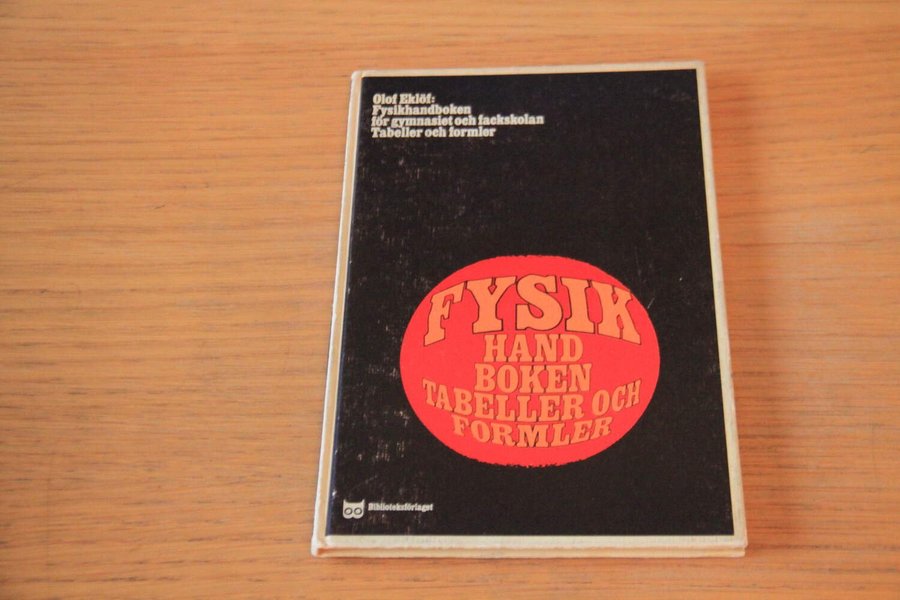 Olof Eklöf:
Fysikhandboken
för gymnasiet och fackskolan
Tabeller och formler
FYSIK
HAND
BOKEN
TABELLER OCH
FORMLER
Biblioteksförlaget